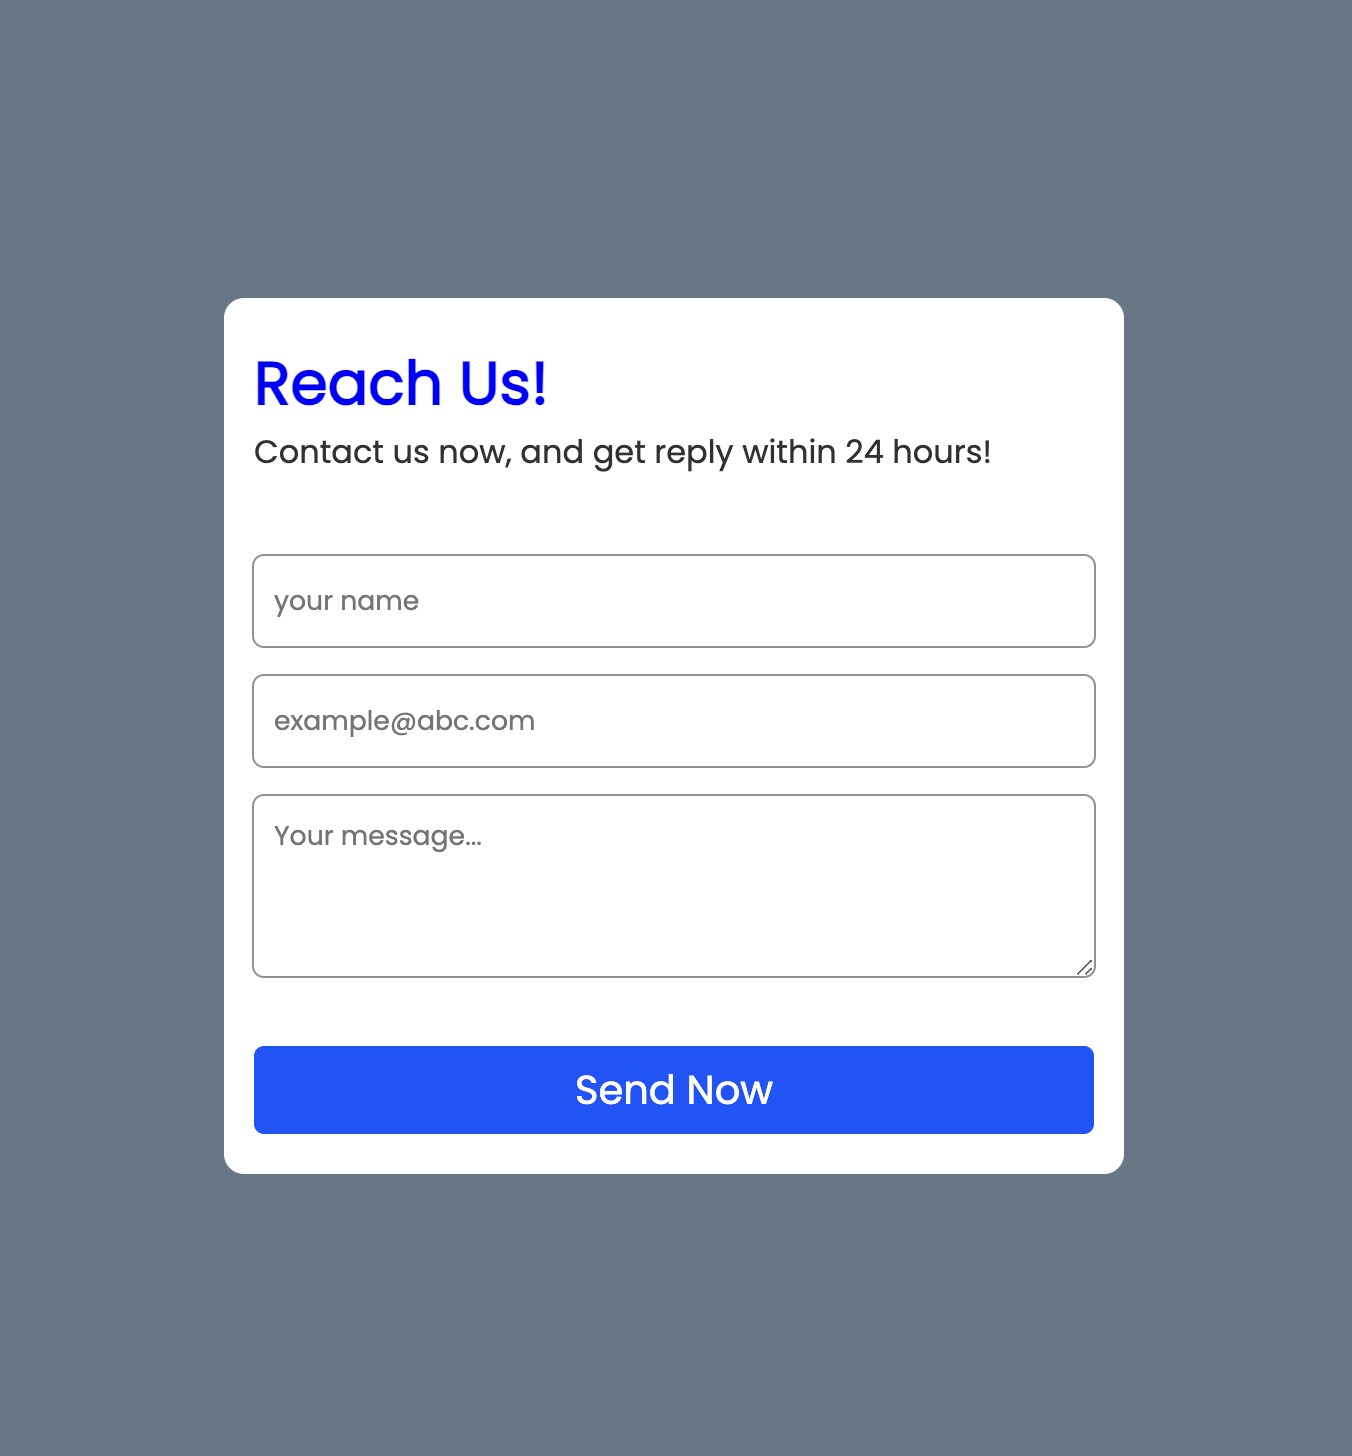 Reach Us!
Contact us now, and get reply within 24 hours!
your name
example@abc.com
Your message...
Send Now